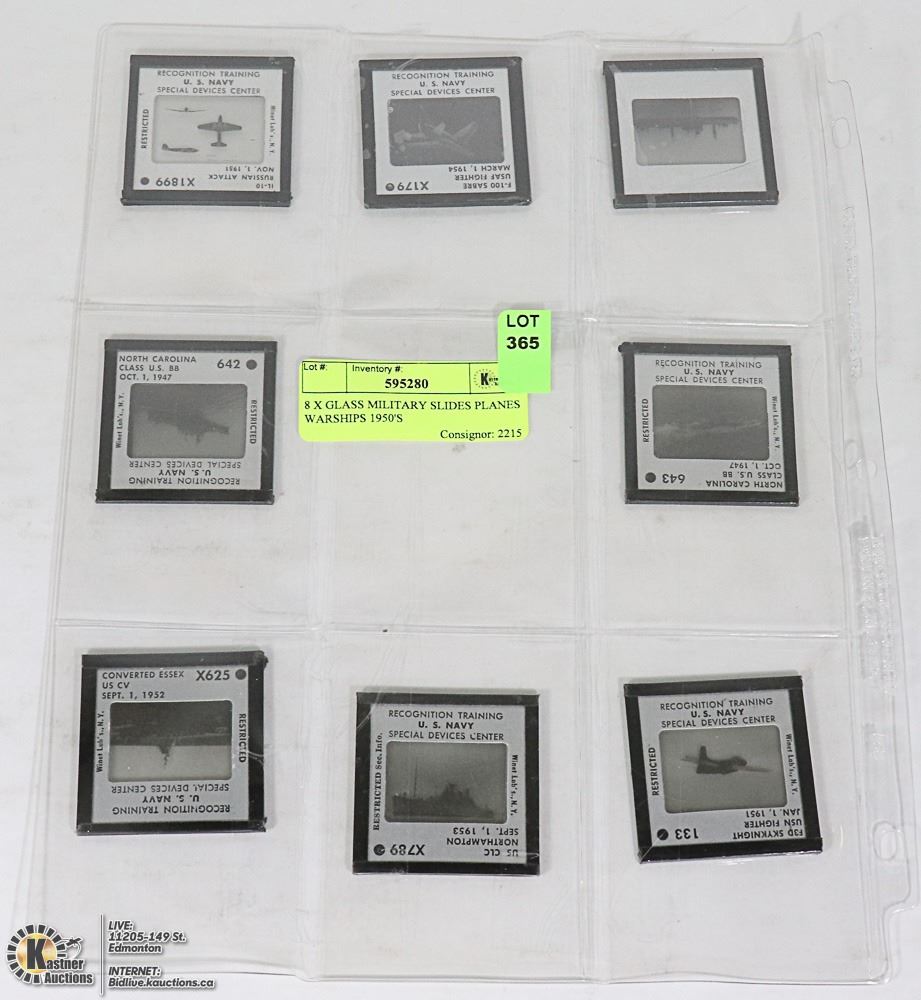 RECOGNITION TRAINING
U. S. NAVY
SPECIAL DEVICES CENTER
RESTRICTED
Winet Lab's., N.Y.
IL-10
RUSSIAN ATTACK
NOV. 1, 1951
X1899
RECOGNITION TRAINING
U. S. NAVY
SPECIAL DEVICES CENTER
F-100 SABRE
USAF FIGHTER
MARCH 1, 1954
X179
NORTH CAROLINA
CLASS U.S. BB
OCT. 1, 1947
642
Winet Lab's., N.Y.
RESTRICTED
RECOGNITION TRAINING
U. S. NAVY
SPECIAL DEVICES CENTER
LOT
365
Lot #:
Inventory #:
595280
8 X GLASS MILITARY SLIDES PLANES
WARSHIPS 1950'S
Consignor: 2215
RECOGNITION TRAINING
U. S. NAVY
SPECIAL DEVICES CENTER
RESTRICTED
Winet Lab's., N.Y.
NORTH CAROLINA
CLASS U.S. BB
OCT. 1, 1947
643
CONVERTED ESSEX
US CV
SEPT. 1, 1952
X625
Winet Lab's., N.Y.
RESTRICTED
RECOGNITION TRAINING
U. S. NAVY
SPECIAL DEVICES CENTER
RECOGNITION TRAINING
U. S. NAVY
SPECIAL DEVICES CENTER
RESTRICTED Sec. Info.
Winet Lab's., N.Y.
US CLC
NORTHAMPTON
SEPT. 1, 1953
X789
RECOGNITION TRAINING
U. S. NAVY
SPECIAL DEVICES CENTER
RESTRICTED
Winet Lab's., N.Y.
F3D SKYKNIGHT
USN FIGHTER
JAN. 1, 1951
133
Kastner
Auctions
LIVE:
11205-149 St.
Edmonton
INTERNET:
Bidlive.kauctions.ca